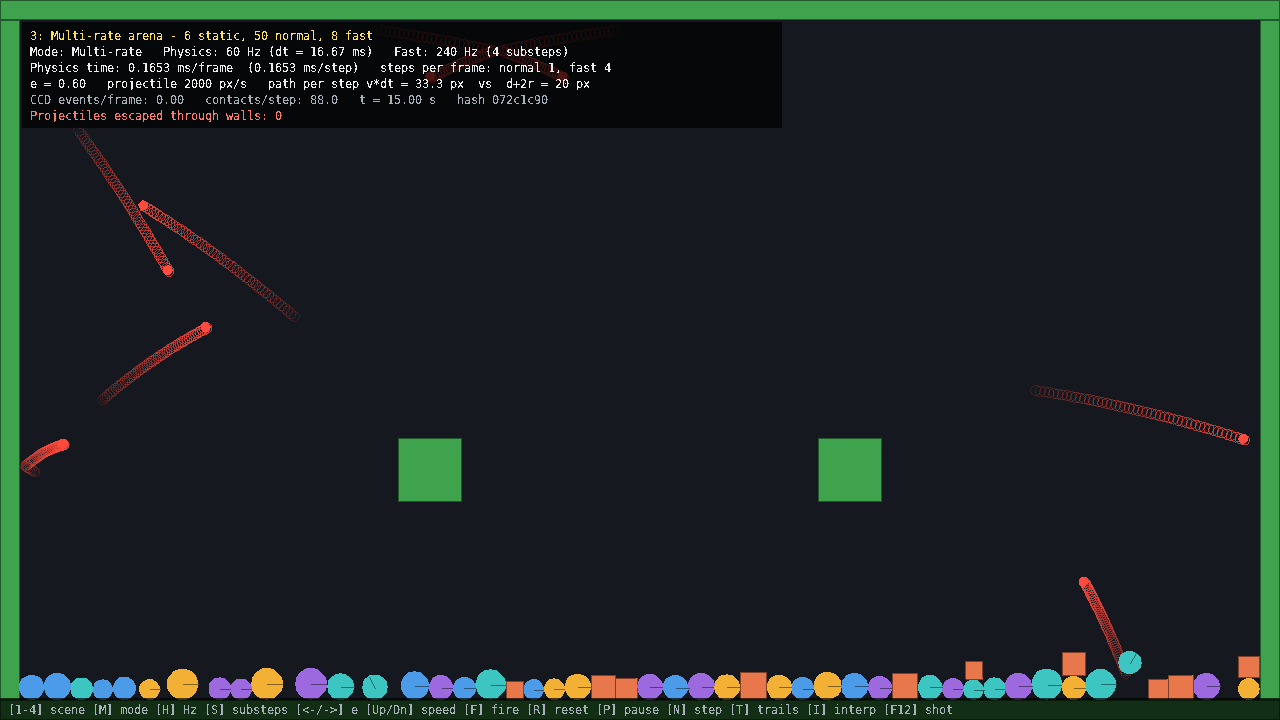 3: Multi-rate arena - 6 static, 50 normal, 8 fast
Mode: Multi-rate   Physics: 60 Hz (dt = 16.67 ms)   Fast: 240 Hz (4 substeps)
Physics time: 0.1653 ms/frame  (0.1653 ms/step)   steps per frame: normal 1, fast 4
e = 0.60   projectile 2000 px/s   path per step v*dt = 33.3 px  vs  d+2r = 20 px
CCD events/frame: 0.00   contacts/step: 88.0   t = 15.00 s   hash 072c1c90
Projectiles escaped through walls: 0
[1-4] scene [M] mode [H] Hz [S] substeps [</>] e [Up/Dn] speed [F] fire [R] reset [P] pause [N] step [T] trails [I] interp [F12] shot